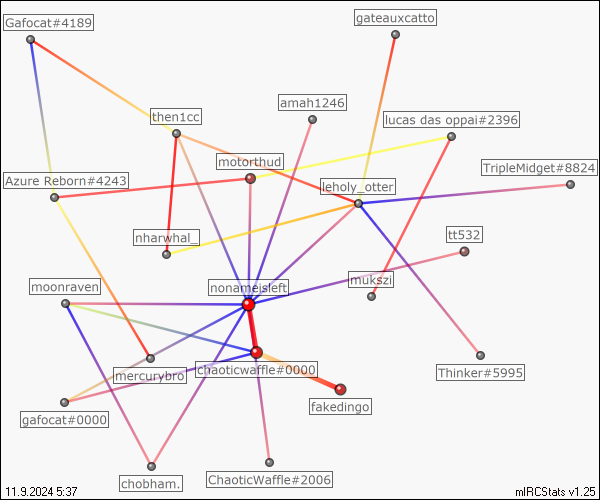 Gafocat#4189
gateauxcatto
amah1246
then1cc
lucas das oppai#2396
motorthud
TripleMidget#8824
Azure Reborn#4243
leholy_otter
nharwhal_
tt532
mukszi
moonraven
nonameisleft
chaoticwaffle#0000
mercurybro
Thinker#5995
fakedingo
gafocat#0000
chobham.
ChaoticWaffle#2006
11.9.2024 5:37
mIRCStats v1.25